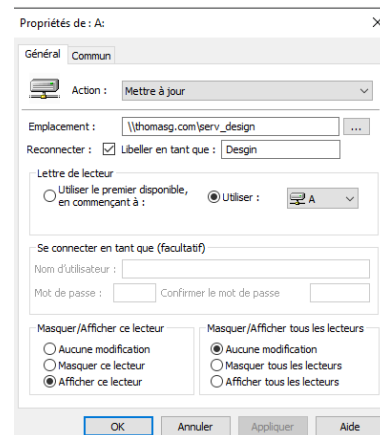 Propriétés de : A:
Général Commun
Action : Mettre à jour
Emplacement : \\thomasg.com\serv_design ...
Reconnecter : Libeller en tant que : Desgin
Lettre de lecteur
Utiliser le premier disponible,
en commençant à :
Utiliser : A
Se connecter en tant que (facultatif)
Nom d'utilisateur :
Mot de passe : Confirmer le mot de passe
Masquer/Afficher ce lecteur
Aucune modification
Masquer ce lecteur
Afficher ce lecteur
Masquer/Afficher tous les lecteurs
Aucune modification
Masquer tous les lecteurs
Afficher tous les lecteurs
OK Annuler Appliquer Aide